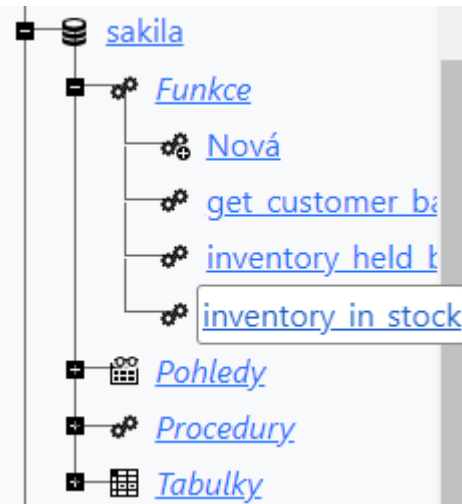 sakila
Funkce
Nová
get_customer_ba
inventory_held_b
inventory_in_stock
Pohledy
Procedury
Tabulky